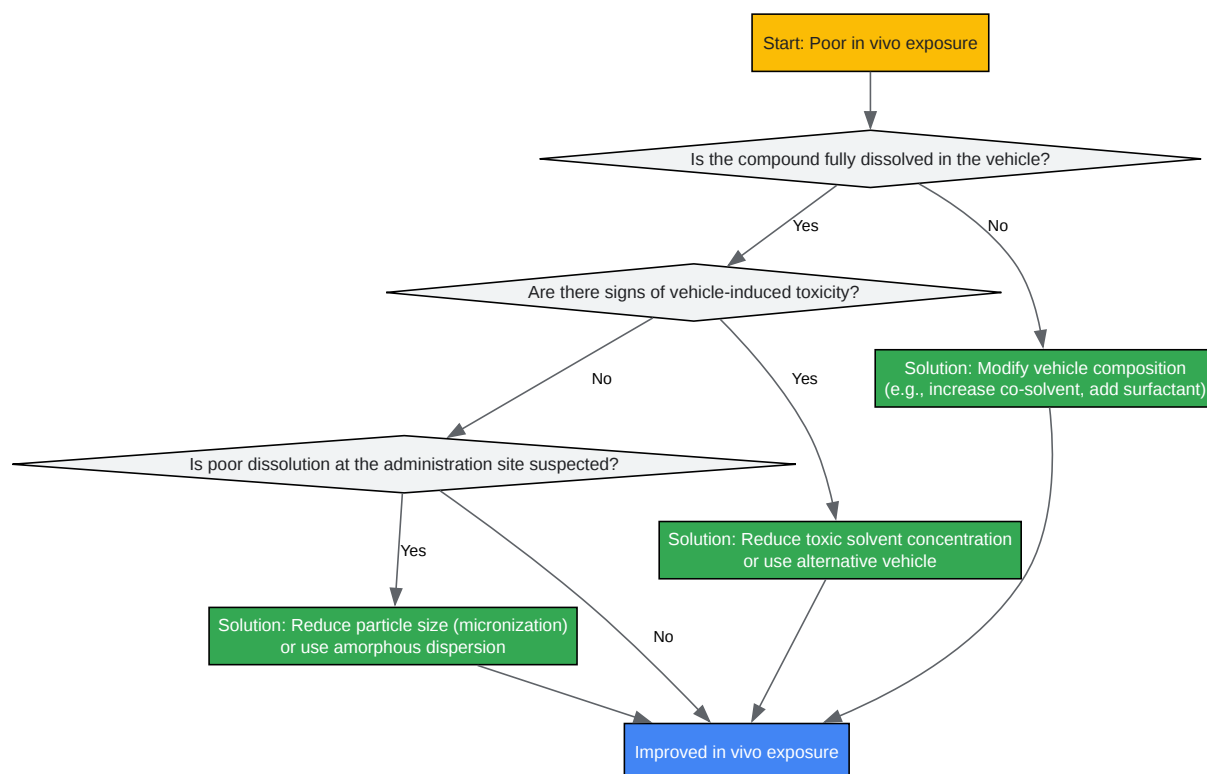 Start: Poor in vivo exposure
Is the compound fully dissolved in the vehicle?
Yes
No
Are there signs of vehicle-induced toxicity?
No
Yes
Solution: Modify vehicle composition
(e.g., increase co-solvent, add surfactant)
Is poor dissolution at the administration site suspected?
Yes
Solution: Reduce toxic solvent concentration
or use alternative vehicle
Solution: Reduce particle size (micronization)
or use amorphous dispersion
No
Improved in vivo exposure